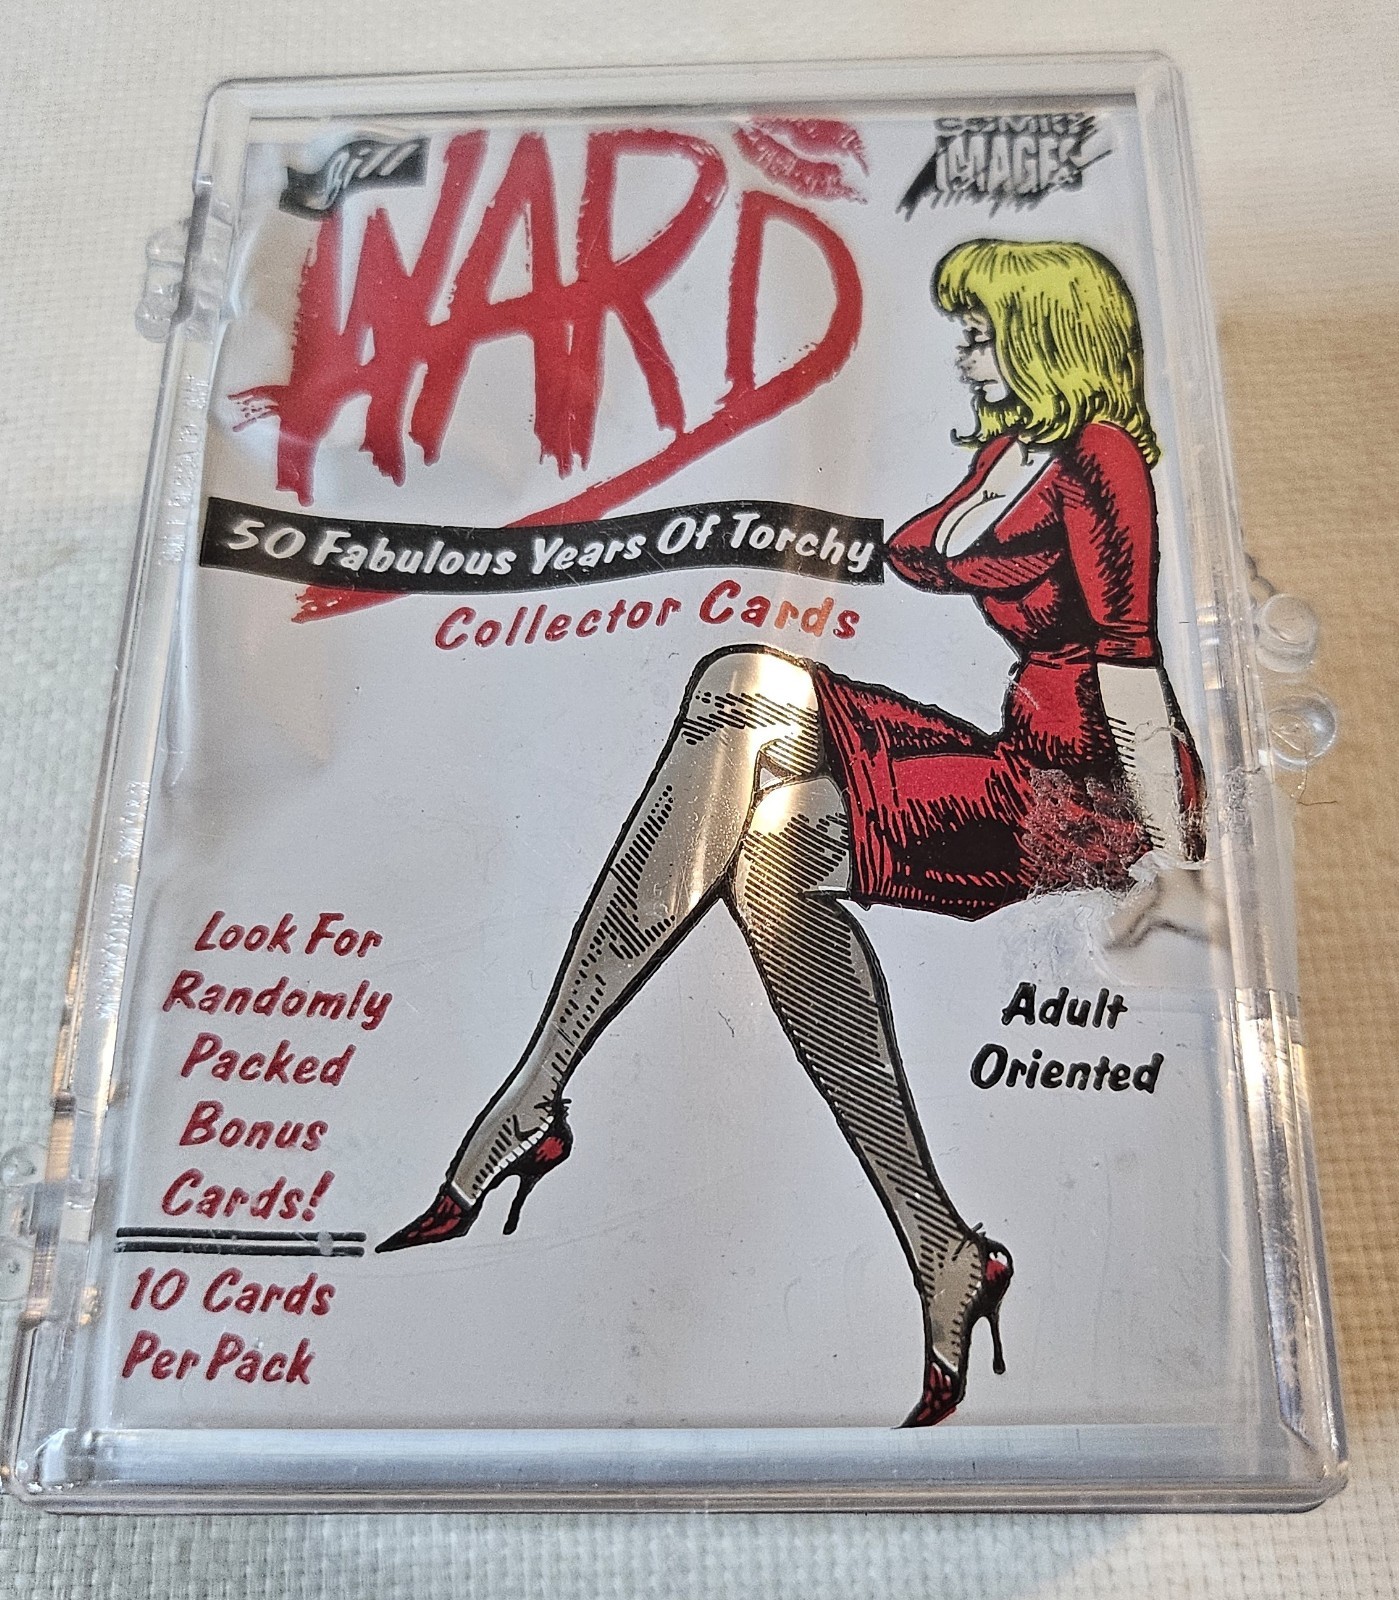 Bill
WARD
COMIC
IMAGES
50 Fabulous Years Of Torchy
Collector Cards
Look For
Randomly
Packed
Bonus
Cards!
10 Cards
Per Pack
Adult
Oriented